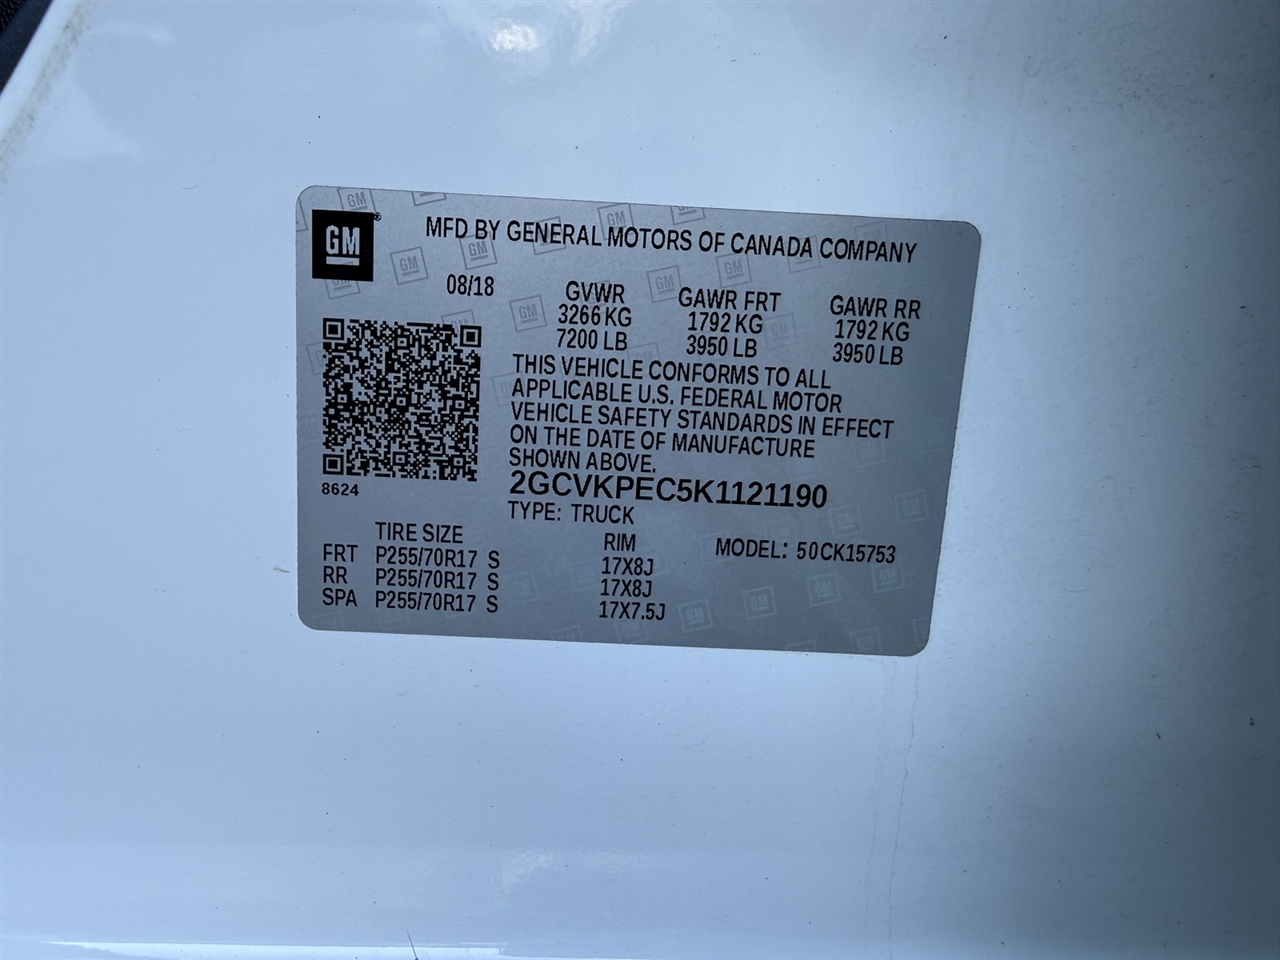 GM
MFD BY GENERAL MOTORS OF CANADA COMPANY
08/18 GVWR GAWR FRT GAWR RR
3266 KG 1792 KG 1792 KG
7200 LB 3950 LB 3950 LB
THIS VEHICLE CONFORMS TO ALL
APPLICABLE U.S. FEDERAL MOTOR
VEHICLE SAFETY STANDARDS IN EFFECT
ON THE DATE OF MANUFACTURE
SHOWN ABOVE.
8624 2GCVKPEC5K1121190
TYPE: TRUCK
TIRE SIZE RIM MODEL: 50CK15753
FRT P255/70R17 S 17X8J
RR P255/70R17 S 17X8J
SPA P255/70R17 S 17X7.5J